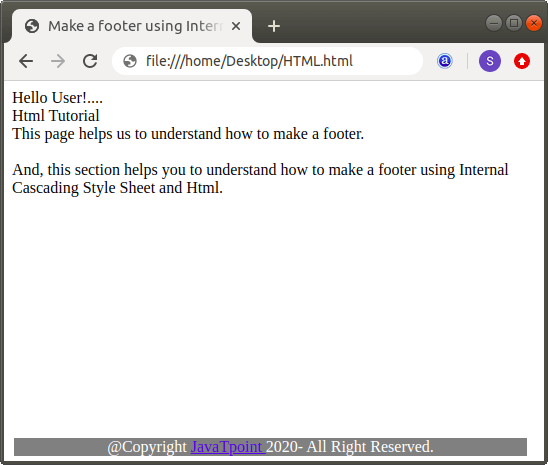 Make a footer using Intern
file:///home/Desktop/HTML.html
a
S
Hello User!....
Html Tutorial
This page helps us to understand how to make a footer.
And, this section helps you to understand how to make a footer using Internal
Cascading Style Sheet and Html.
@Copyright JavaTpoint 2020- All Right Reserved.